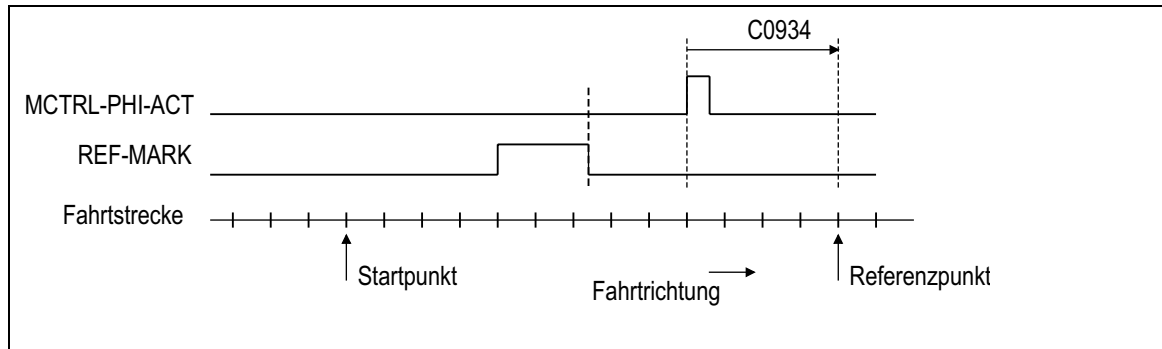 C0934
MCTRL-PHI-ACT
REF-MARK
Fahrtstrecke
Startpunkt
Fahrtrichtung
Referenzpunkt